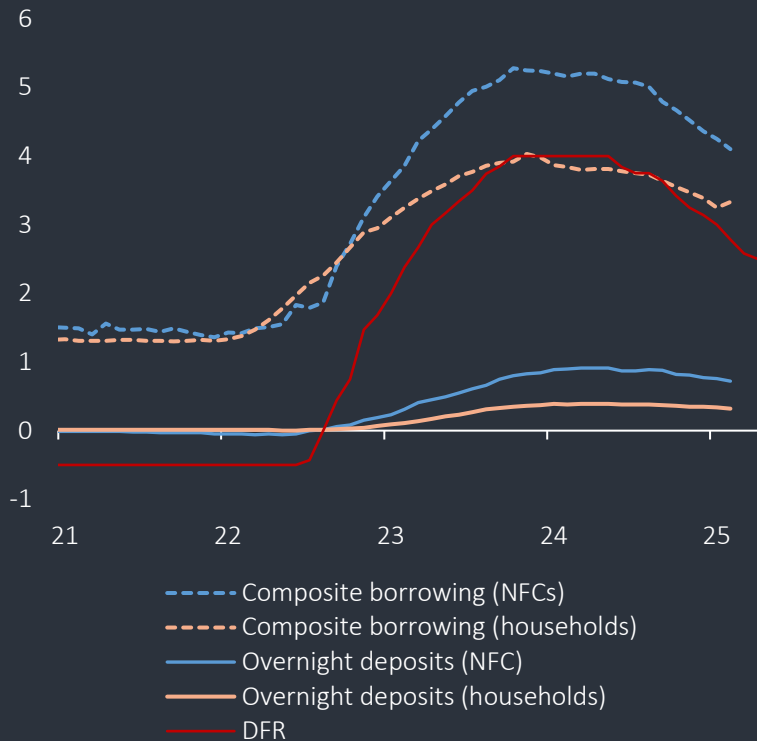 6
5
4
3
2
1
0
-1
21 22 23 24 25
Composite borrowing (NFCs)
Composite borrowing (households)
Overnight deposits (NFC)
Overnight deposits (households)
DFR